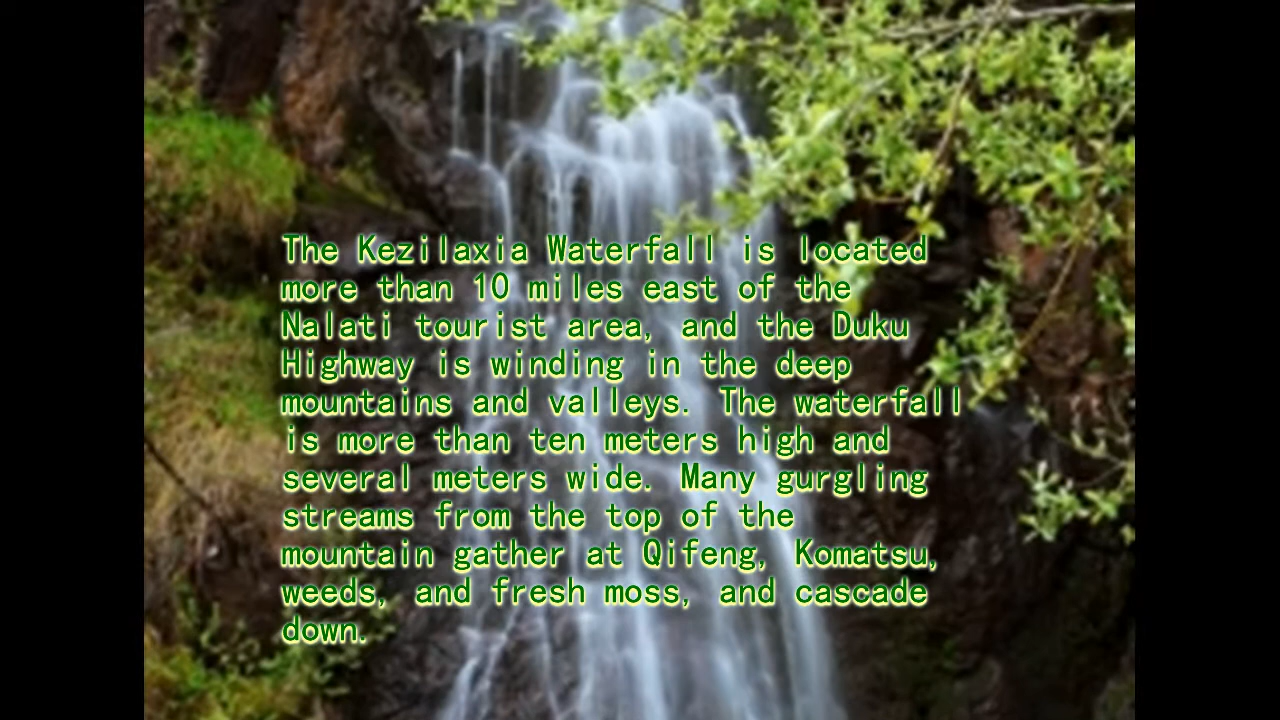 The Kezilaxia Waterfall is located
more than 10 miles east of the
Nalati tourist area, and the Duku
Highway is winding in the deep
mountains and valleys. The waterfall
is more than ten meters high and
several meters wide. Many gurgling
streams from the top of the
mountain gather at Qifeng, Komatsu,
weeds, and fresh moss, and cascade
down.